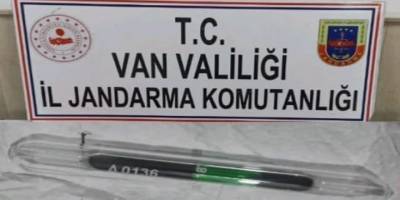 T.C.
VAN VALİLİĞİ
İL JANDARMA KOMUTANLIĞI
A 0136